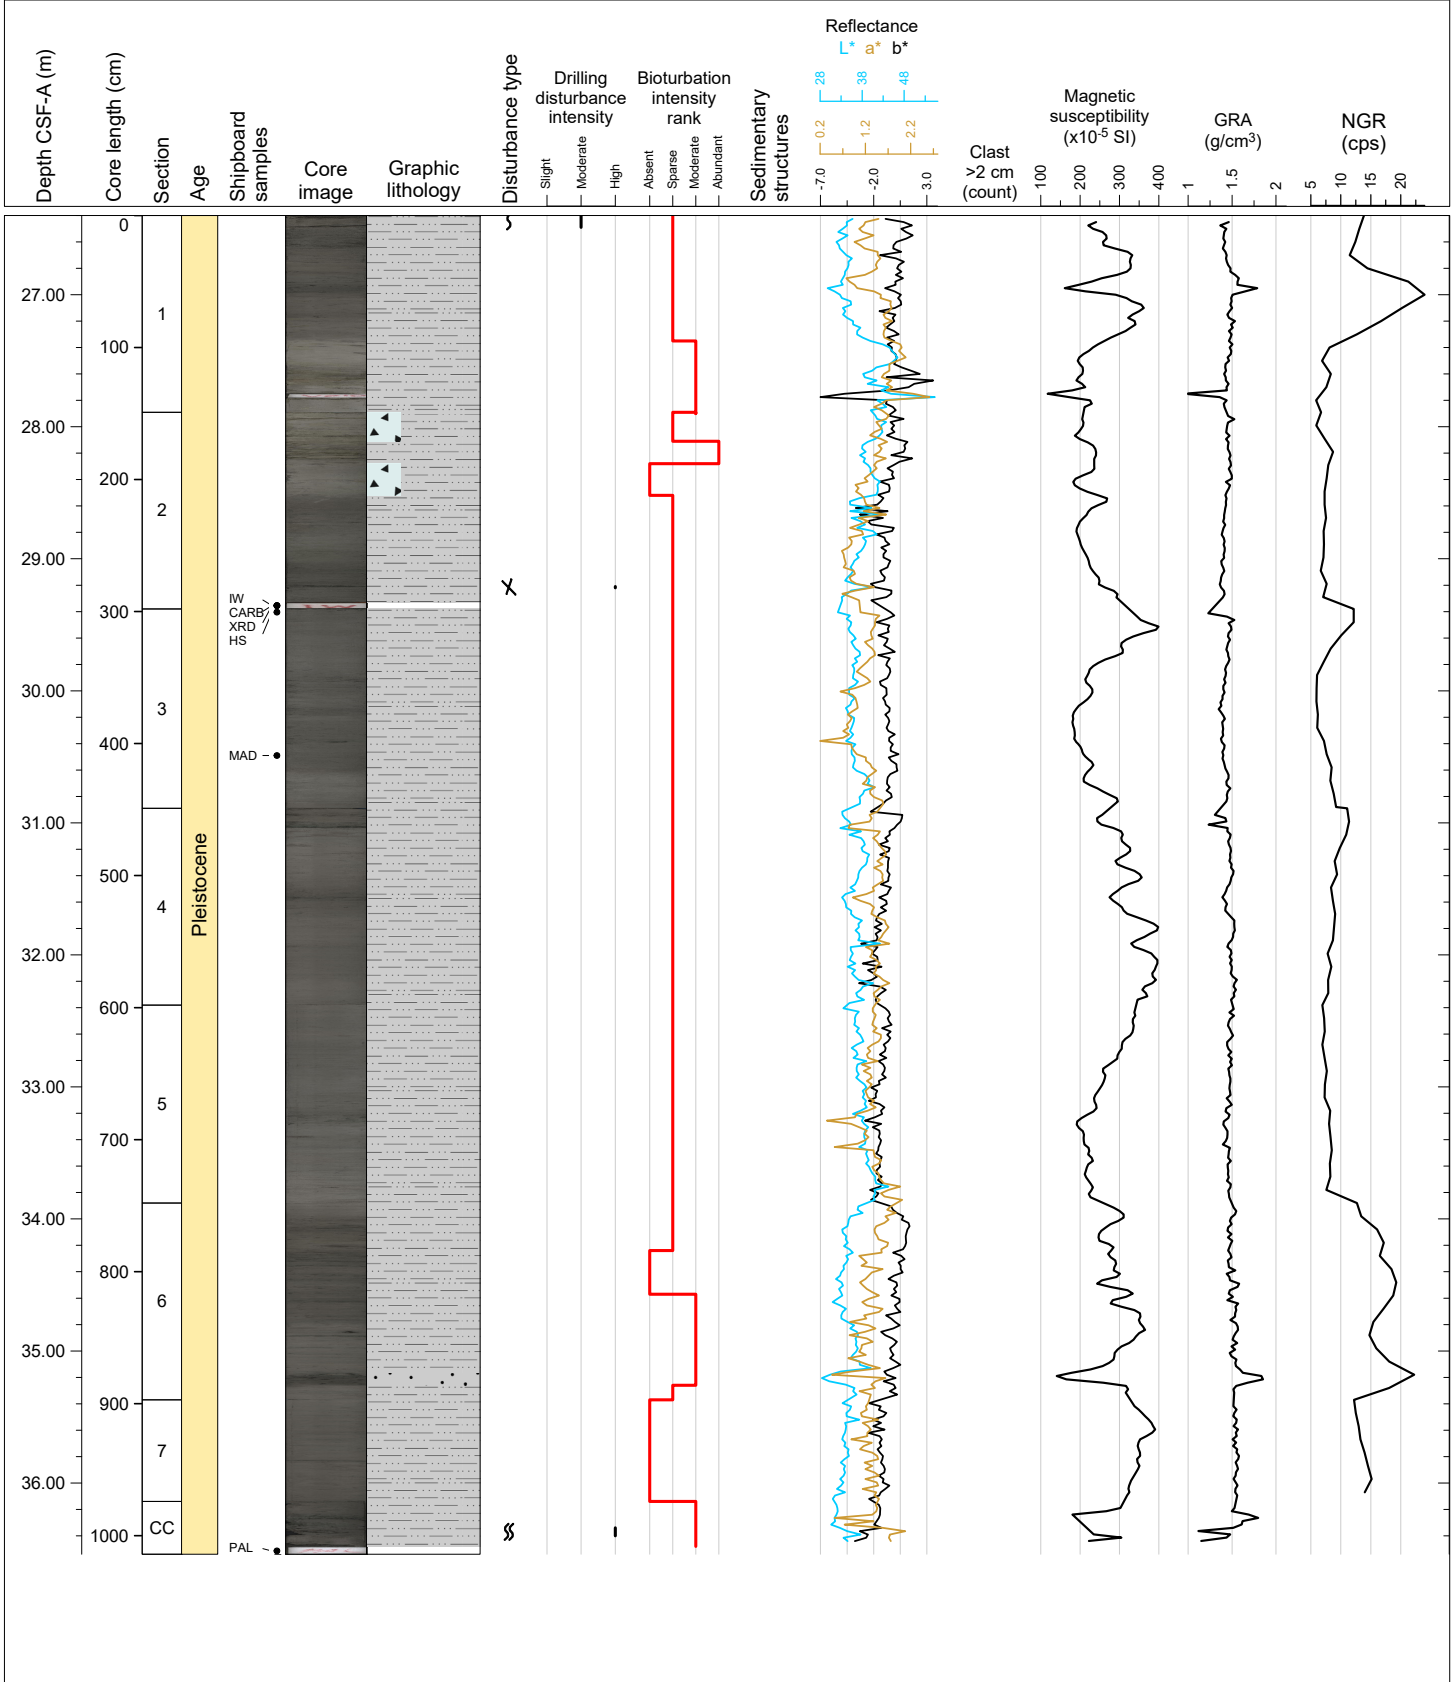 Depth CSF-A (m)
Core length (cm)
Section
Age
Shipboard
samples
Core
image
Graphic
lithology
Disturbance type
Drilling
disturbance
intensity
Slight
Moderate
High
Bioturbation
intensity
rank
Absent
Sparse
Moderate
Abundant
Sedimentary
structures
Reflectance
L* a* b*
28 38 48
0.2 1.2 2.2
-7.0 -2.0 3.0
Clast
>2 cm
(count)
Magnetic
susceptibility
(x10-5 SI)
100 200 300 400
GRA
(g/cm3)
1 1.5 2
NGR
(cps)
5 10 15 20
0
27.00
1
100
28.00
200
2
29.00
IW
300
CARB
XRD
HS
30.00
3
400
MAD
31.00
Pleistocene
500
4
32.00
600
33.00
5
700
34.00
800
6
35.00
900
7
36.00
CC
1000
PAL